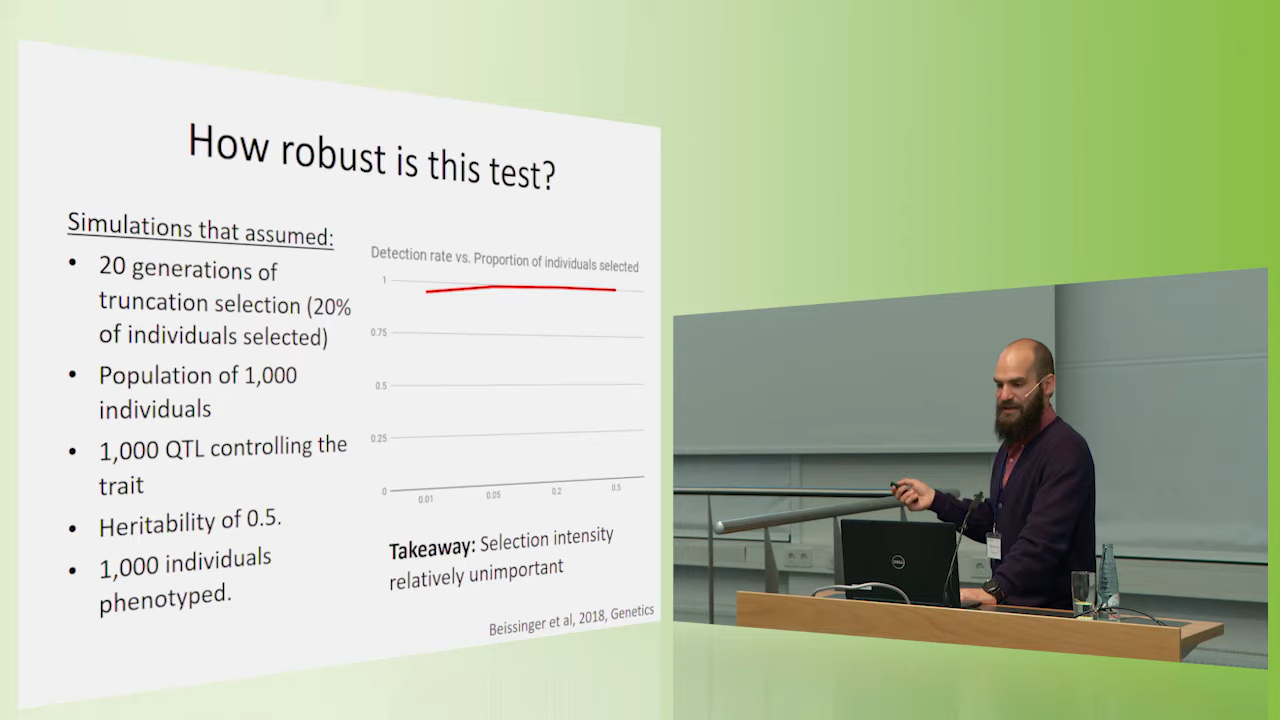 How robust is this test?
Simulations that assumed:
• 20 generations of
truncation selection (20%
of individuals selected)
• Population of 1,000
individuals
• 1,000 QTL controlling the
trait
• Heritability of 0.5.
• 1,000 individuals
phenotyped.
Detection rate vs. Proportion of individuals selected
1
0.75
0.5
0.25
0
0.01 0.05 0.2 0.5
Takeaway: Selection intensity
relatively unimportant
Beissinger et al, 2018, Genetics
DELL